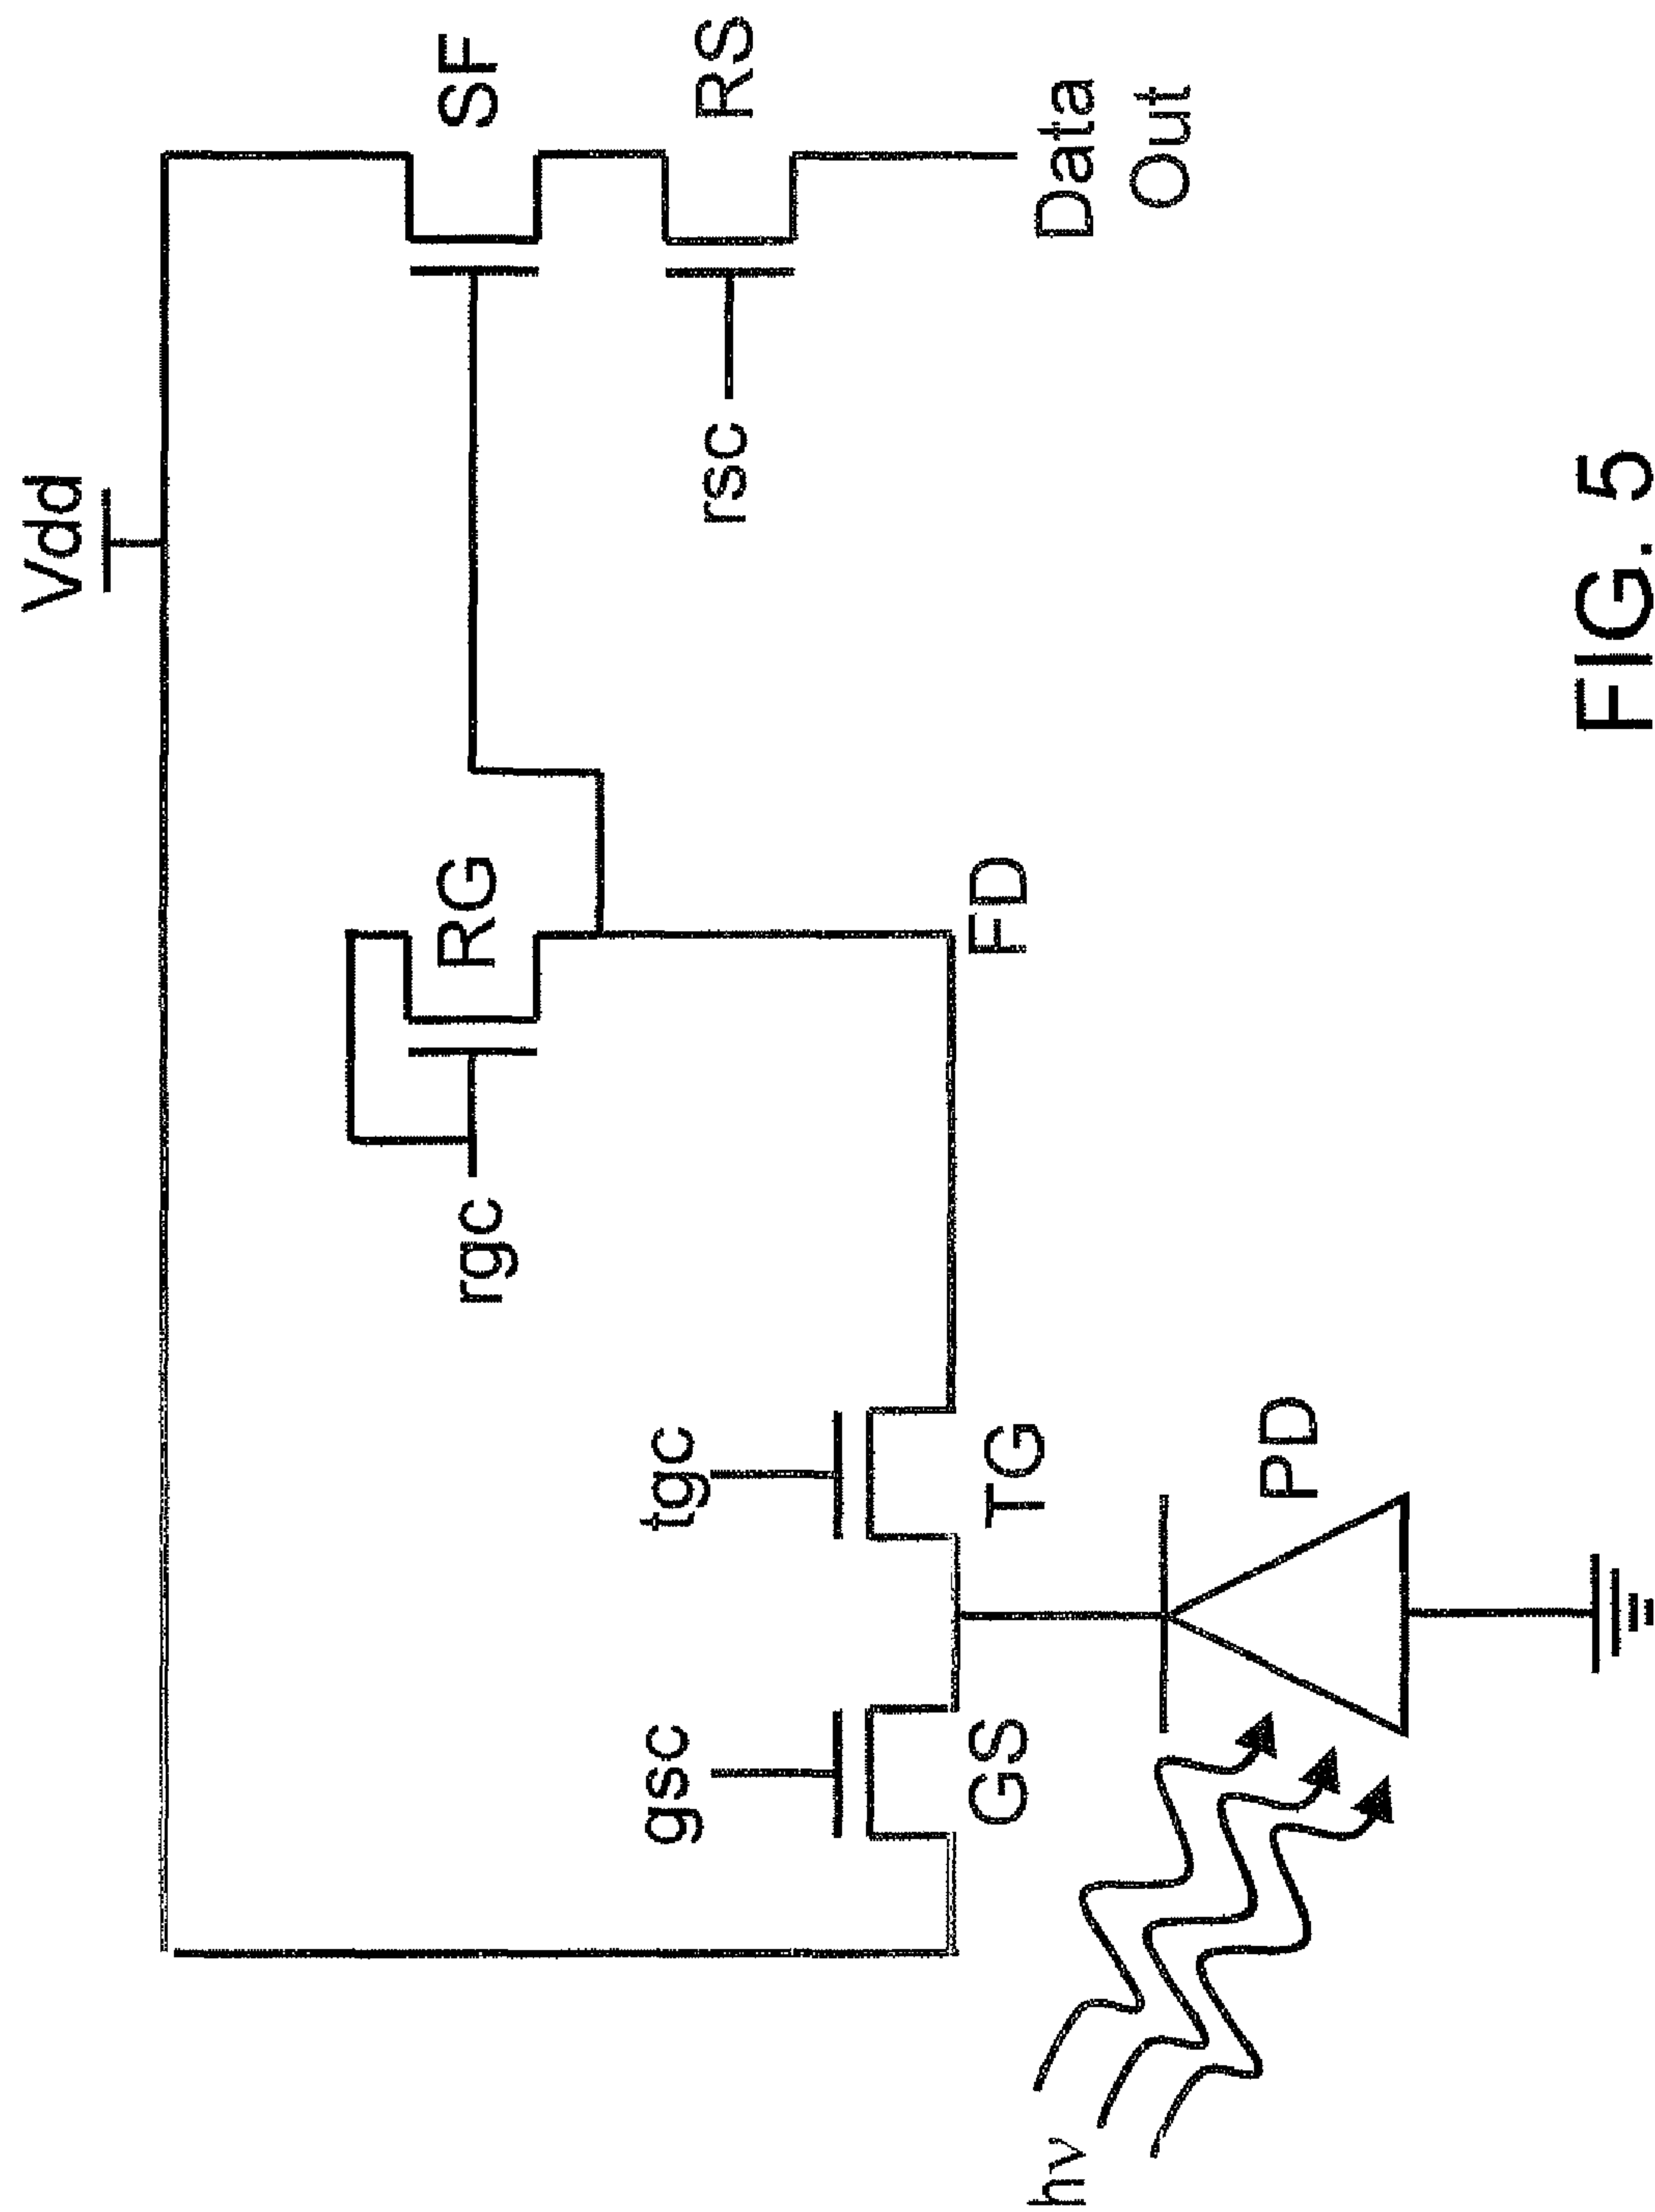 Vdd
SF
RG
rgc
RS
rsc
tgc
gsc
FD
TG
GS
Data
Out
hν
PD
FIG. 5